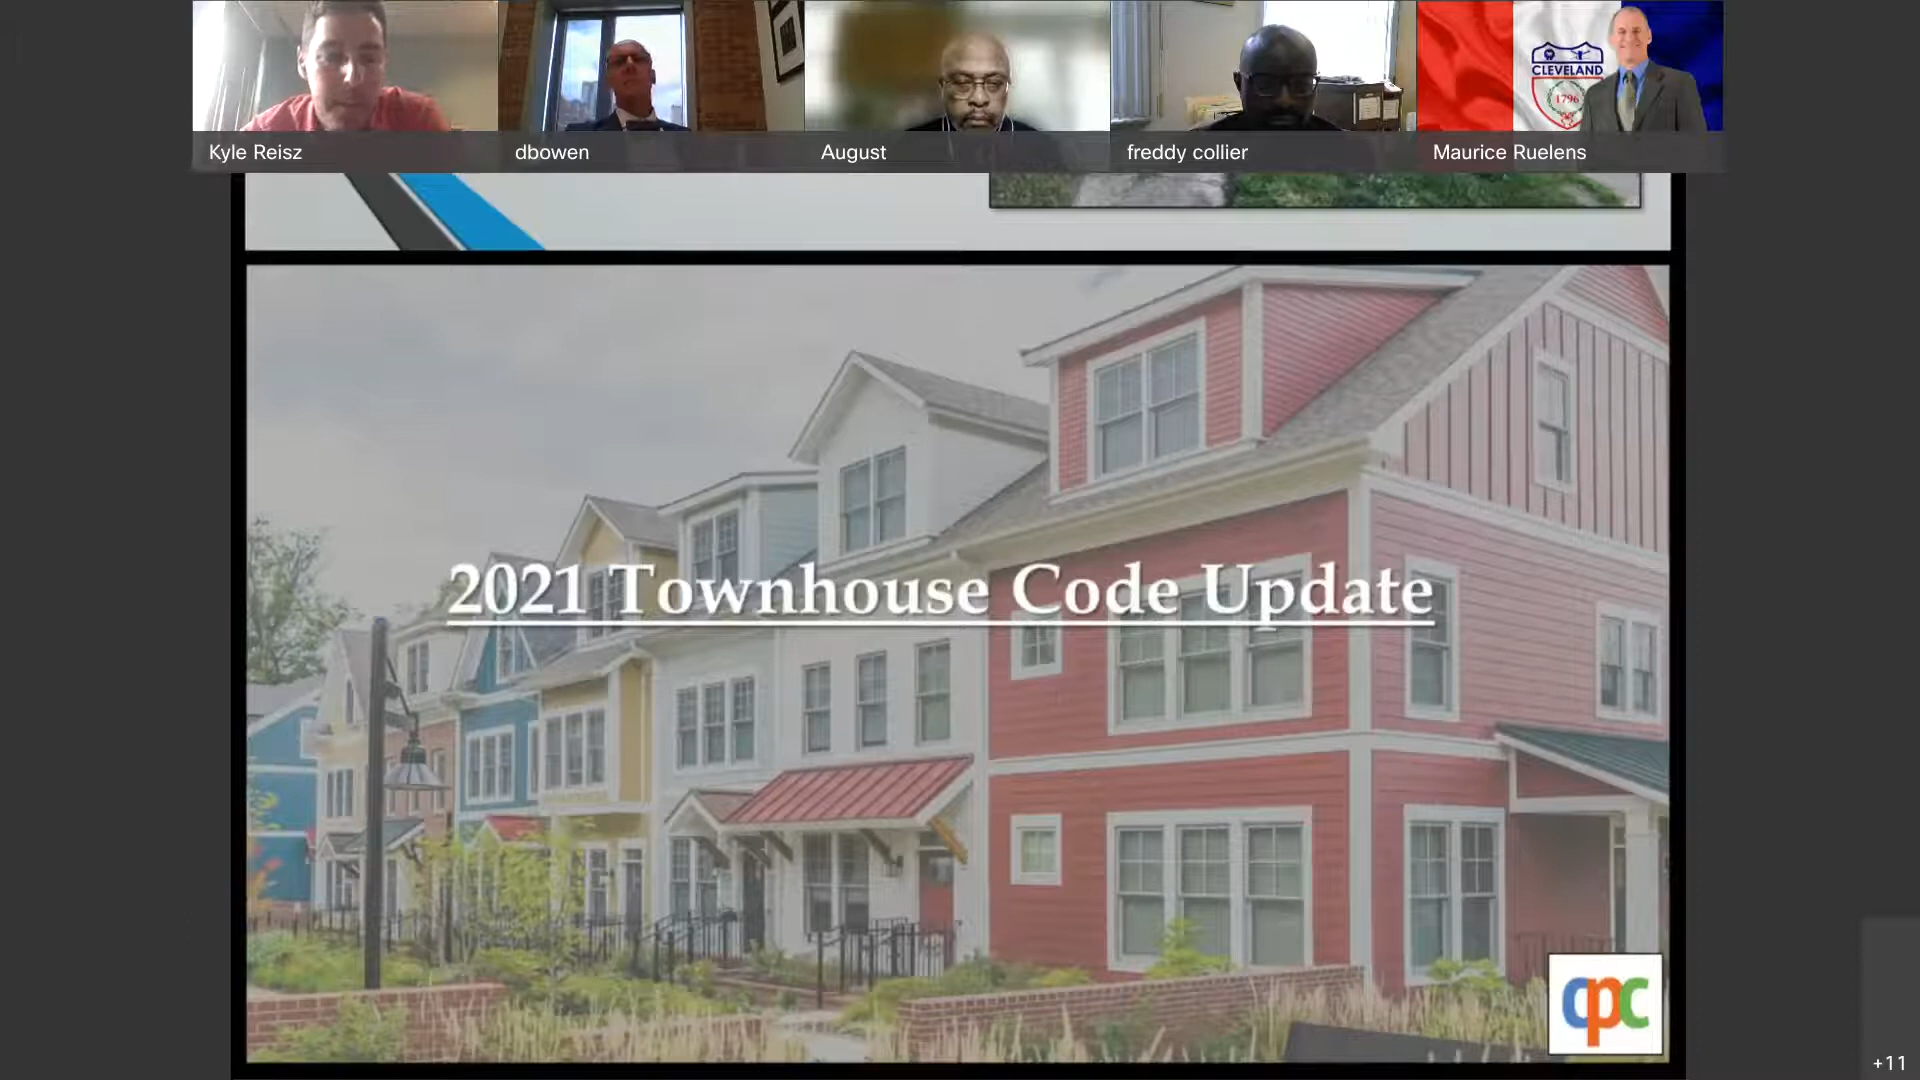 CLEVELAND
1796
Kyle Reisz
dbowen
August
freddy collier
Maurice Ruelens
2021 Townhouse Code Update
cpc
+11